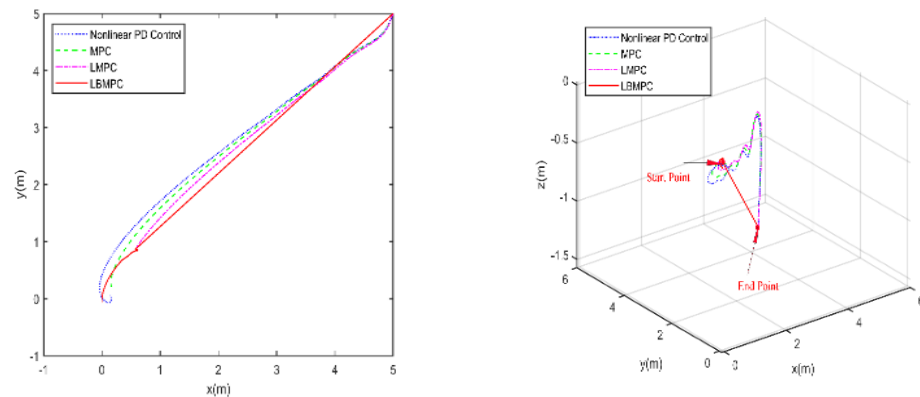 Nonlinear PD Control
MPC
LMPC
LBMPC
y(m)
5
4
3
2
1
0
-1
-1
0
1
2
3
4
5
x(m)
Nonlinear PD Control
MPC
LMPC
LBMPC
z(m)
0
-0.5
-1
-1.5
Start Point
End Point
6
4
2
0
y(m)
0
2
4
6
x(m)